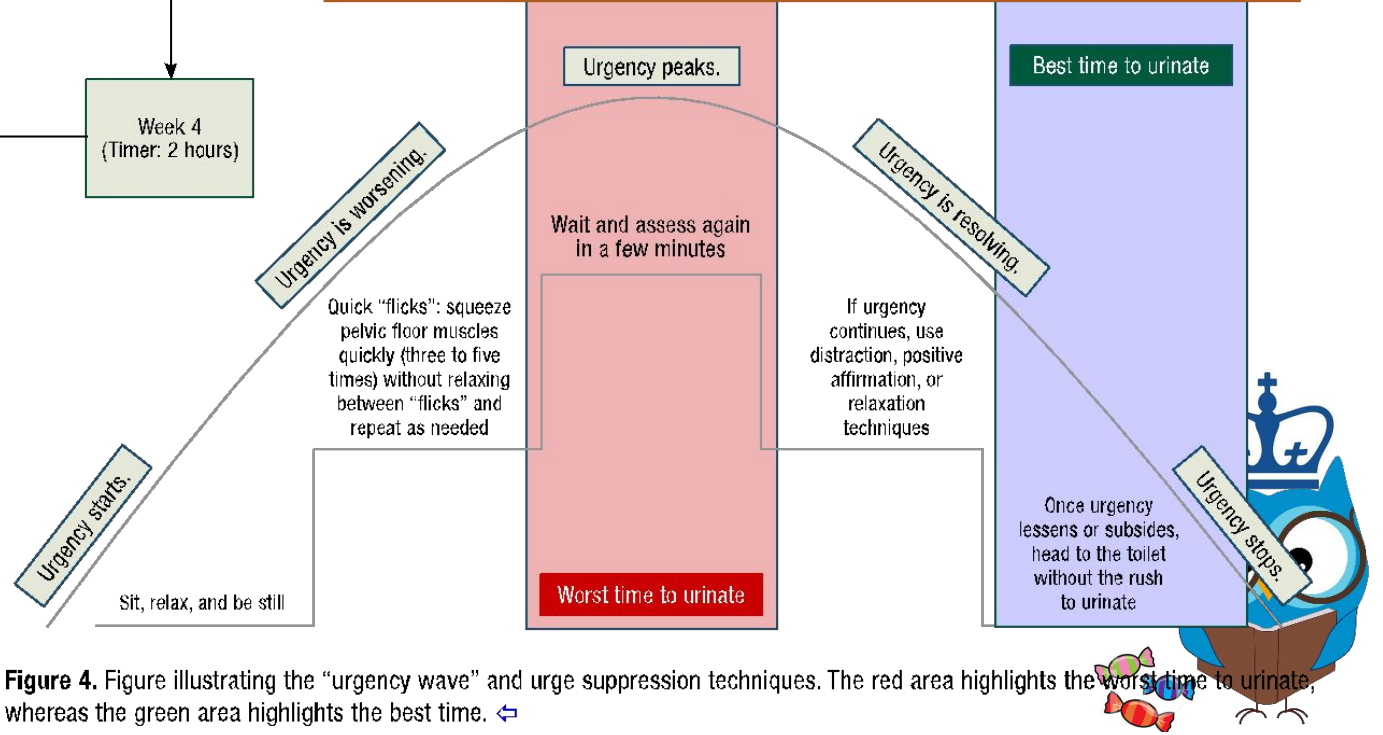 Week 4
(Timer: 2 hours)
Urgency starts.
Sit, relax, and be still
Urgency is worsening.
Quick “flicks”: squeeze
pelvic floor muscles
quickly (three to five
times) without relaxing
between “flicks” and
repeat as needed
Urgency peaks.
Wait and assess again
in a few minutes
Worst time to urinate
Urgency is resolving.
If urgency
continues, use
distraction, positive
affirmation, or
relaxation
techniques
Best time to urinate
Once urgency
lessens or subsides,
head to the toilet
without the rush
to urinate
Urgency stops.
Figure 4. Figure illustrating the “urgency wave” and urge suppression techniques. The red area highlights the worst time to urinate,
whereas the green area highlights the best time.